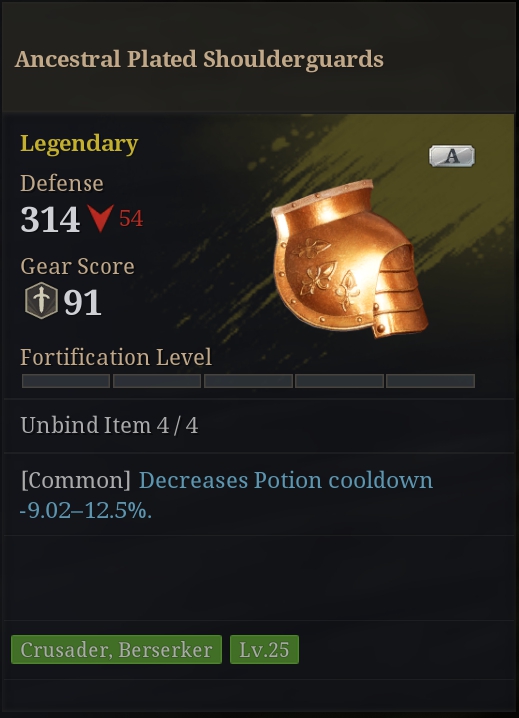 Ancestral Plated Shoulderguards
Legendary
A
Defense
314 54
Gear Score
91
Fortification Level
Unbind Item 4 / 4
[Common] Decreases Potion cooldown
-9.02–12.5%.
Crusader, Berserker Lv.25